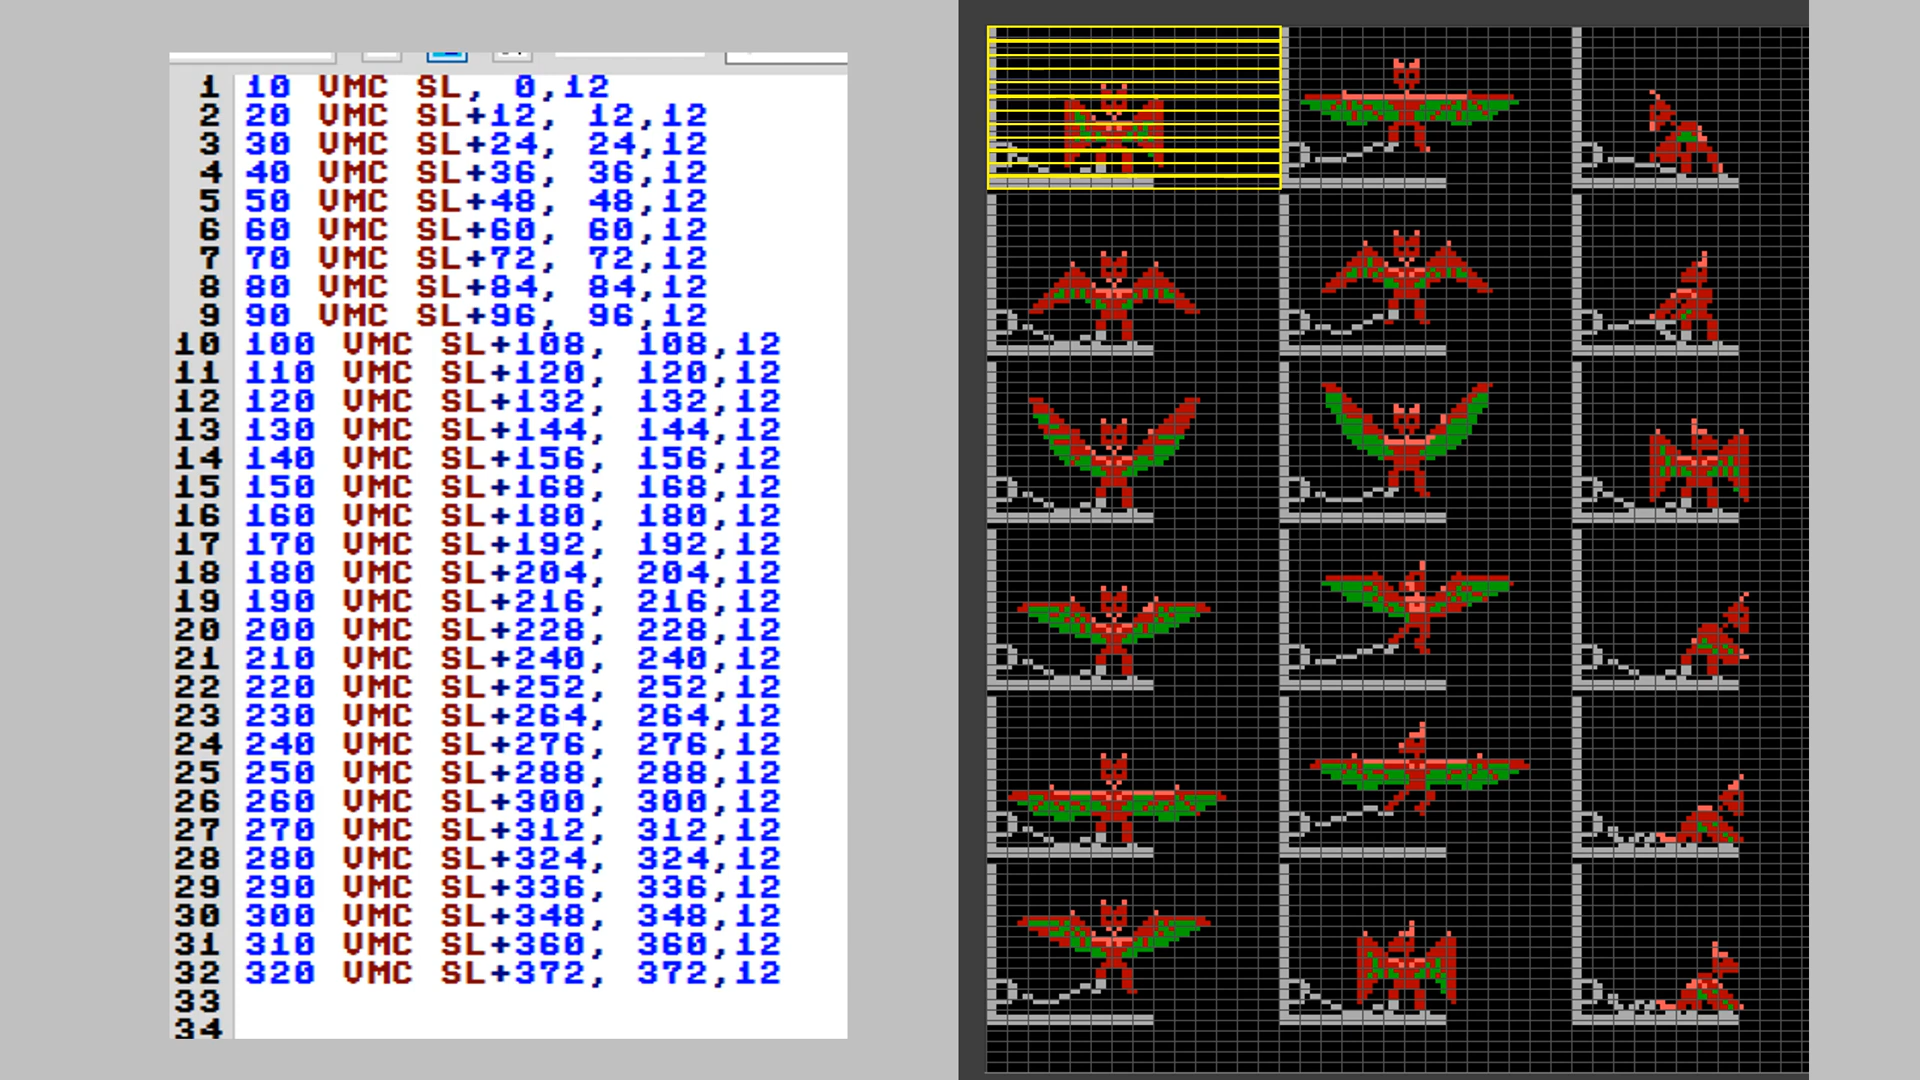 1 10 VMC SL, 0,12
2 20 VMC SL+12, 12,12
3 30 VMC SL+24, 24,12
4 40 VMC SL+36, 36,12
5 50 VMC SL+48, 48,12
6 60 VMC SL+60, 60,12
7 70 VMC SL+72, 72,12
8 80 VMC SL+84, 84,12
9 90 VMC SL+96, 96,12
10 100 VMC SL+108, 108,12
11 110 VMC SL+120, 120,12
12 120 VMC SL+132, 132,12
13 130 VMC SL+144, 144,12
14 140 VMC SL+156, 156,12
15 150 VMC SL+168, 168,12
16 160 VMC SL+180, 180,12
17 170 VMC SL+192, 192,12
18 180 VMC SL+204, 204,12
19 190 VMC SL+216, 216,12
20 200 VMC SL+228, 228,12
21 210 VMC SL+240, 240,12
22 220 VMC SL+252, 252,12
23 230 VMC SL+264, 264,12
24 240 VMC SL+276, 276,12
25 250 VMC SL+288, 288,12
26 260 VMC SL+300, 300,12
27 270 VMC SL+312, 312,12
28 280 VMC SL+324, 324,12
29 290 VMC SL+336, 336,12
30 300 VMC SL+348, 348,12
31 310 VMC SL+360, 360,12
32 320 VMC SL+372, 372,12
33
34